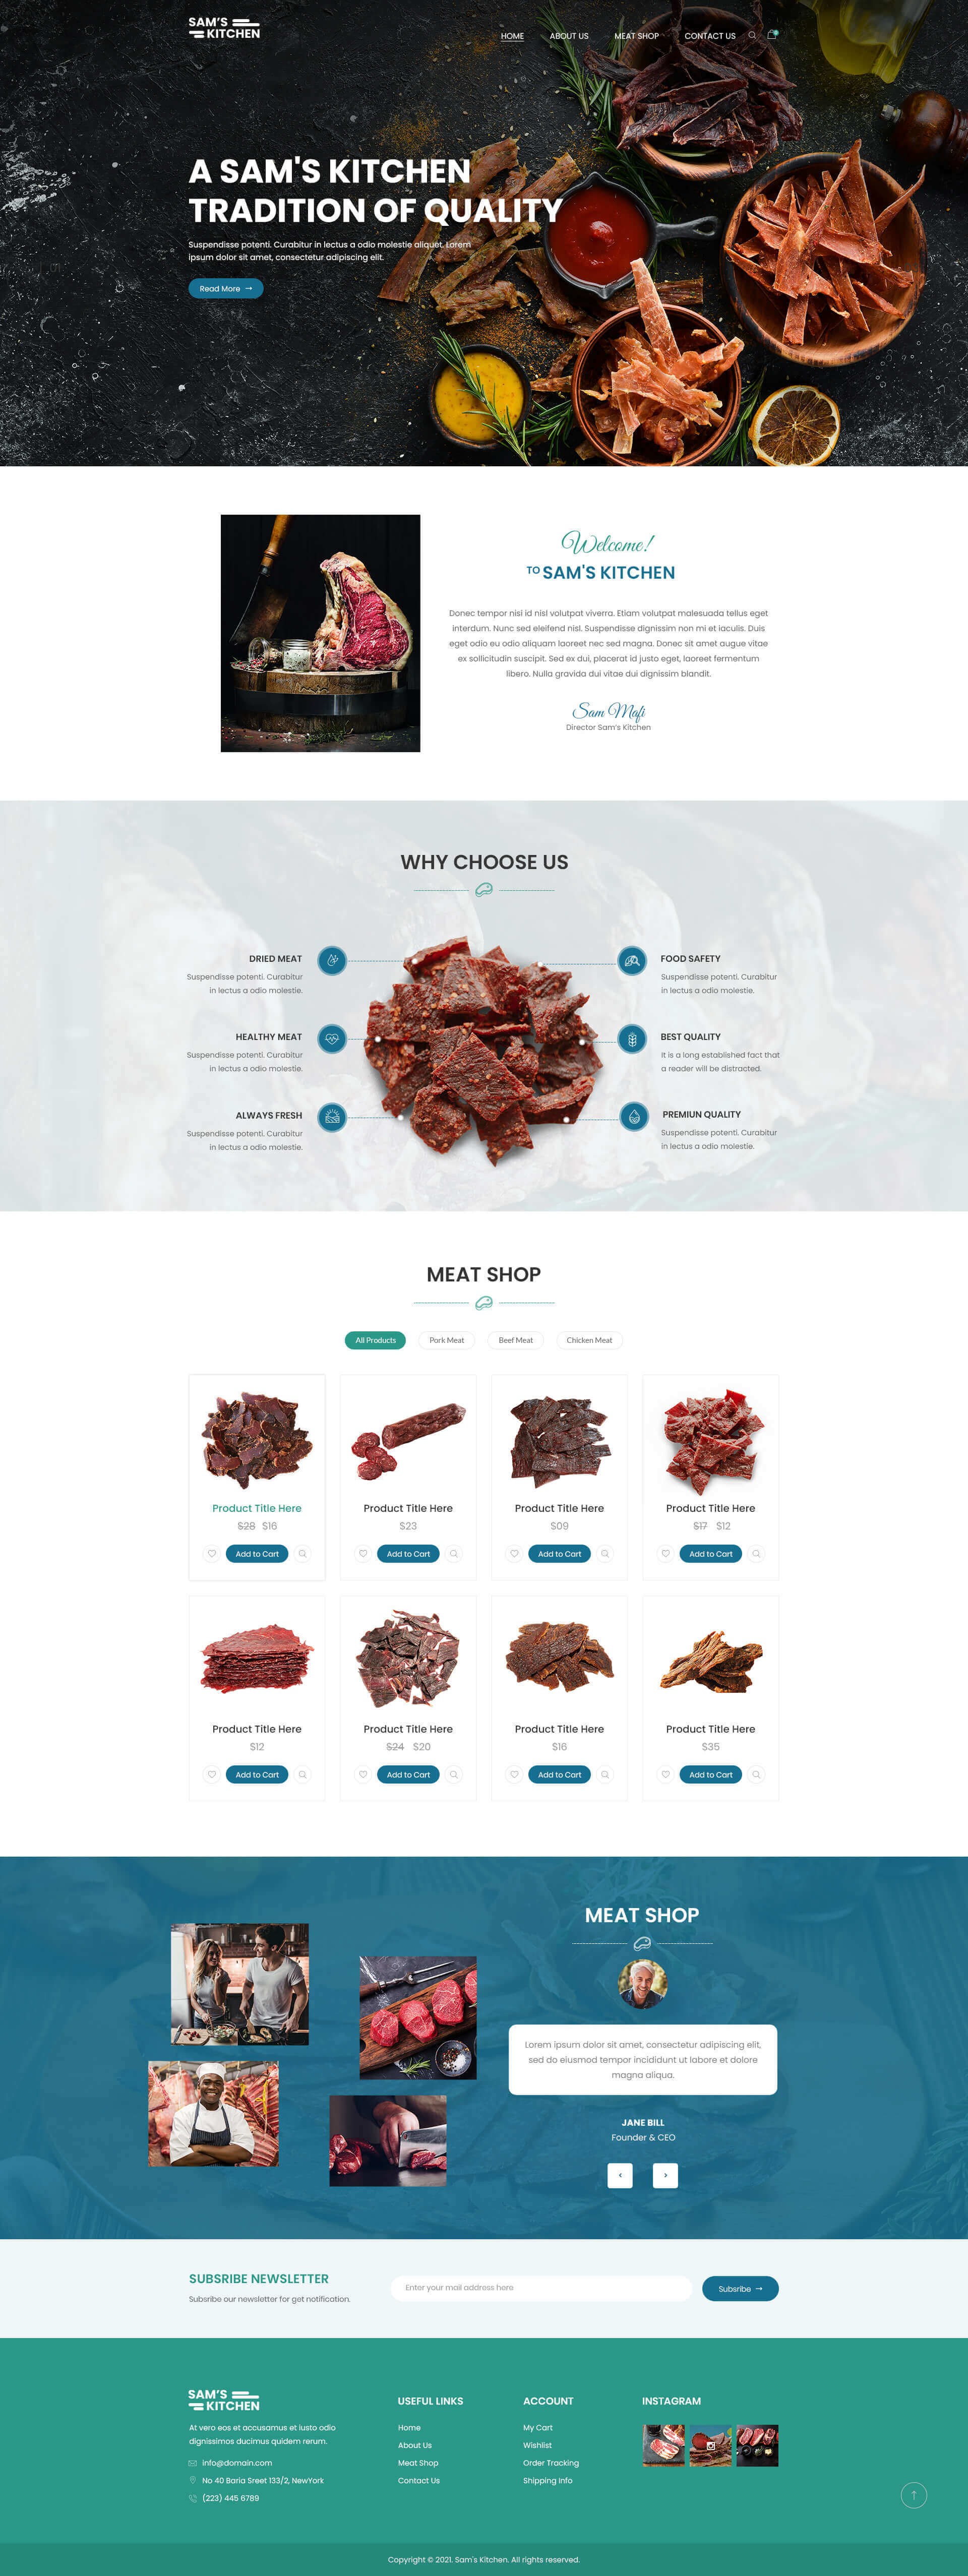 SAM'S
KITCHEN
HOME ABOUT US MEAT SHOP CONTACT US
A SAM'S KITCHEN
TRADITION OF QUALITY
Suspendisse potenti. Curabitur in lectus a odio molestie aliquet. Lorem
ipsum dolor sit amet, consectetur adipiscing elit.
Read More →
Welcome!
TO SAM'S KITCHEN
Donec tempor nisi id nisl volutpat viverra. Etiam volutpat malesuada tellus eget
interdum. Nunc sed eleifend nisl. Suspendisse dignissim non mi et iaculis. Duis
eget odio eu odio aliquam laoreet nec sed magna. Donec sit amet augue vitae
ex sollicitudin suscipit. Sed ex dui, placerat id justo eget, laoreet fermentum
libero. Nulla gravida dui vitae dui dignissim blandit.
Sam Mafi
Director Sam's Kitchen
WHY CHOOSE US
DRIED MEAT
Suspendisse potenti. Curabitur
in lectus a odio molestie.
HEALTHY MEAT
Suspendisse potenti. Curabitur
in lectus a odio molestie.
ALWAYS FRESH
Suspendisse potenti. Curabitur
in lectus a odio molestie.
FOOD SAFETY
Suspendisse potenti. Curabitur
in lectus a odio molestie.
BEST QUALITY
It is a long established fact that
a reader will be distracted.
PREMIUN QUALITY
Suspendisse potenti. Curabitur
in lectus a odio molestie.
MEAT SHOP
All Products Pork Meat Beef Meat Chicken Meat
Product Title Here
$28 $16
Add to Cart
Product Title Here
$23
Add to Cart
Product Title Here
$09
Add to Cart
Product Title Here
$17 $12
Add to Cart
Product Title Here
$12
Add to Cart
Product Title Here
$24 $20
Add to Cart
Product Title Here
$16
Add to Cart
Product Title Here
$35
Add to Cart
MEAT SHOP
Lorem ipsum dolor sit amet, consectetur adipiscing elit,
sed do eiusmod tempor incididunt ut labore et dolore
magna aliqua.
JANE BILL
Founder & CEO
SUBSRIBE NEWSLETTER
Subsribe our newsletter for get notification.
Enter your mail address here
Subsribe →
SAM'S
KITCHEN
At vero eos et accusamus et iusto odio
dignissimos ducimus quidem rerum.
info@domain.com
No 40 Baria Sreet 133/2, NewYork
(223) 445 6789
USEFUL LINKS
Home
About Us
Meat Shop
Contact Us
ACCOUNT
My Cart
Wishlist
Order Tracking
Shipping Info
INSTAGRAM
Copyright © 2021. Sam's Kitchen. All rights reserved.